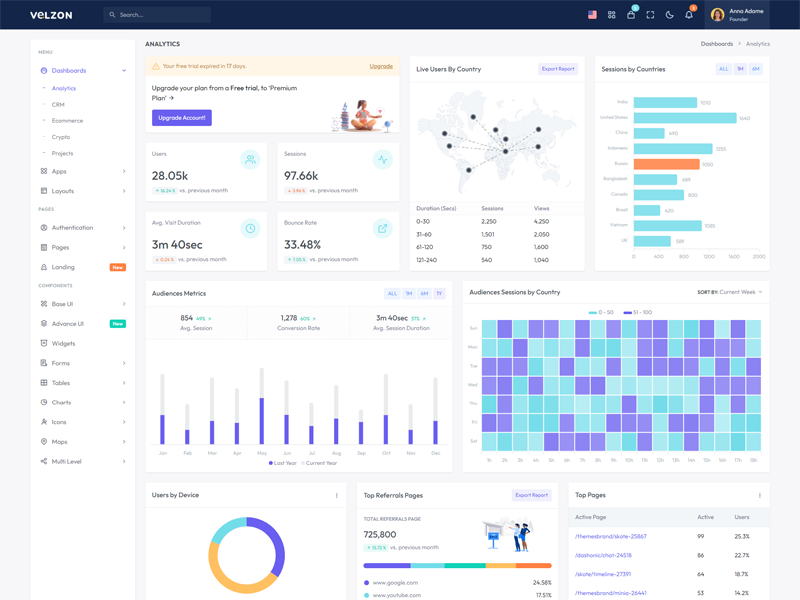 VELZON
Search...
5
3
Anna Adame
Founder
MENU
Dashboards
Analytics
CRM
Ecommerce
Crypto
Projects
Apps
Layouts
PAGES
Authentication
Pages
Landing
New
COMPONENTS
Base UI
Advance UI
New
Widgets
Forms
Tables
Charts
Icons
Maps
Multi Level
ANALYTICS
Dashboards > Analytics
Your free trial expired in 17 days.
Upgrade
Upgrade your plan from a Free trial, to 'Premium
Plan' →
Upgrade Account!
Users
28.05k
16.24 % vs. previous month
Sessions
97.66k
3.96 % vs. previous month
Avg. Visit Duration
3m 40sec
0.24 % vs. previous month
Bounce Rate
33.48%
7.05 % vs. previous month
Live Users By Country
Export Report
Duration (Secs) Sessions Views
0-30 2,250 4,250
31-60 1,501 2,050
61-120 750 1,600
121-240 540 1,040
Sessions by Countries
ALL 1M 6M
India 1010
United States 1640
China 490
Indonesia 1255
Russia 1050
Bangladesh 689
Canada 800
Brazil 420
Vietnam 1085
UK 589
0 400 800 1200 1600 2000
Audiences Metrics
ALL 1M 6M 1Y
854 49%
Avg. Session
1,278 60%
Conversion Rate
3m 40sec 37%
Avg. Session Duration
Jan Feb Mar Apr May Jun Jul Aug Sep Oct Nov Dec
Last Year Current Year
Audiences Sessions by Country
SORT BY: Current Week
0 - 50 51 - 100
Sun
Mon
Tue
Wed
Thu
Fri
Sat
1h 2h 3h 4h 5h 6h 7h 8h 9h 10h 11h 12h 13h 14h 15h 16h 17h 18h
Users by Device
Top Referrals Pages
Export Report
TOTAL REFERRALS PAGE
725,800
15.72 % vs. previous month
www.google.com 24.58%
www.youtube.com 17.51%
Top Pages
Active Page Active Users
/themesbrand/skote-25867 99 25.3%
/dashonic/chat-24518 86 22.7%
/skote/timeline-27391 64 18.7%
/themesbrand/minia-26441 53 14.2%